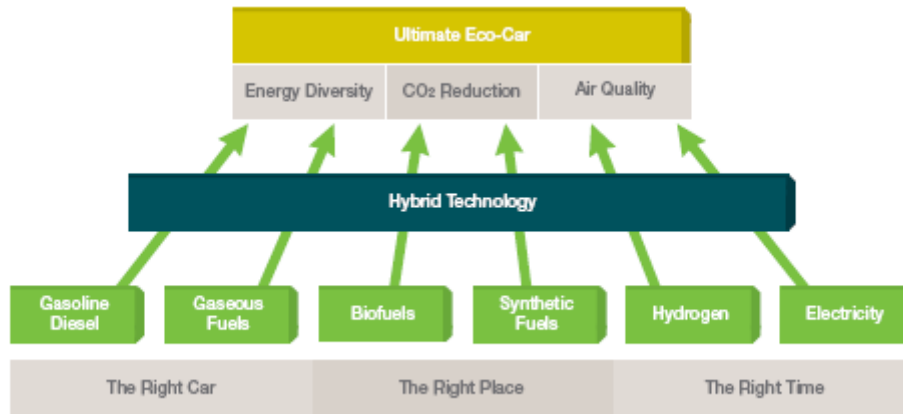 Ultimate Eco-Car
Energy Diversity
CO₂ Reduction
Air Quality
Hybrid Technology
Gasoline
Diesel
Gaseous
Fuels
Biofuels
Synthetic
Fuels
Hydrogen
Electricity
The Right Car
The Right Place
The Right Time